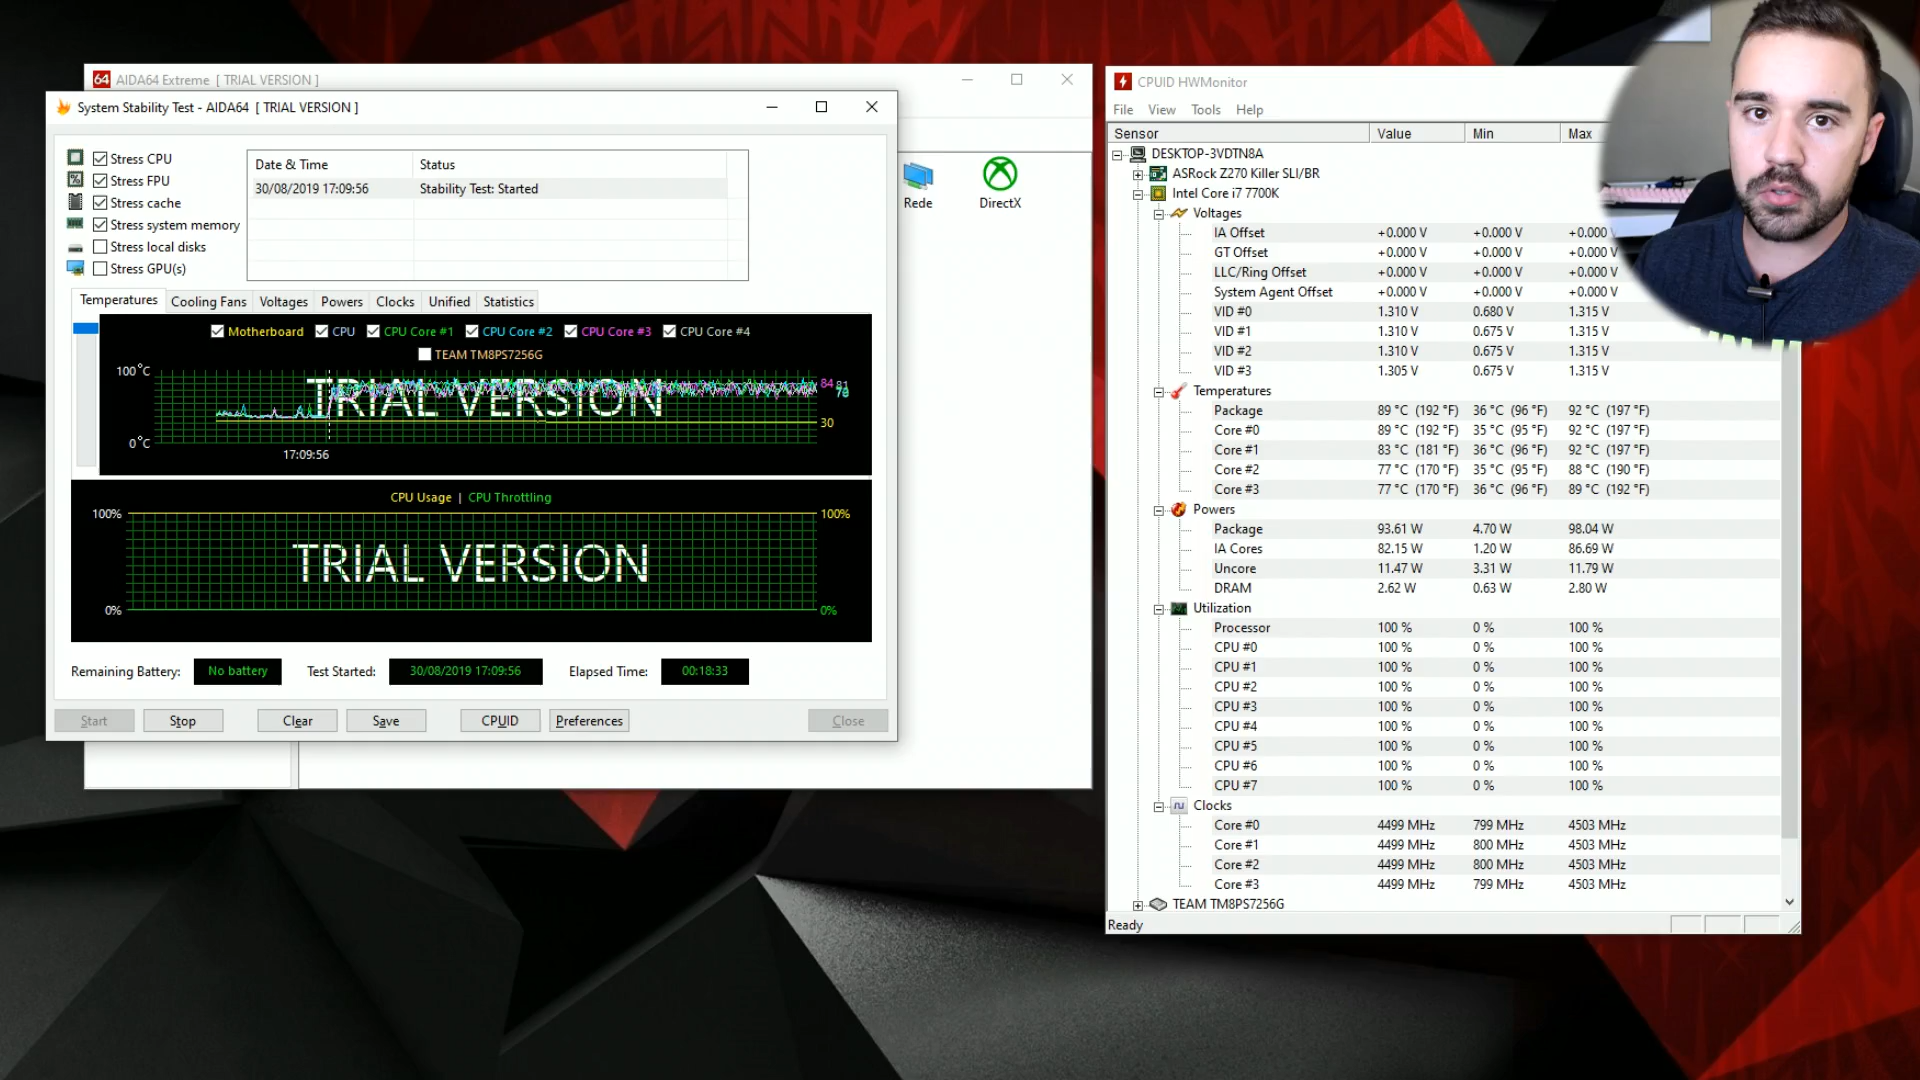 AIDA64 Extreme [ TRIAL VERSION ]
System Stability Test - AIDA64 [ TRIAL VERSION ]
Stress CPU
Stress FPU
Stress cache
Stress system memory
Stress local disks
Stress GPU(s)
Date & Time Status
30/08/2019 17:09:56 Stability Test: Started
Rede DirectX
Temperatures Cooling Fans Voltages Powers Clocks Unified Statistics
Motherboard CPU CPU Core #1 CPU Core #2 CPU Core #3 CPU Core #4
TEAM TM8PS7256G
100°C
TRIAL VERSION
84 81
79
30
0°C
17:09:56
CPU Usage | CPU Throttling
100% 100%
TRIAL VERSION
0% 0%
Remaining Battery: No battery Test Started: 30/08/2019 17:09:56 Elapsed Time: 00:18:33
Start Stop Clear Save CPUID Preferences Close
CPUID HWMonitor
File View Tools Help
Sensor Value Min Max
DESKTOP-3VDTN8A
ASRock Z270 Killer SLI/BR
Intel Core i7 7700K
Voltages
IA Offset +0.000 V +0.000 V +0.000
GT Offset +0.000 V +0.000 V +0.000
LLC/Ring Offset +0.000 V +0.000 V +0.000 V
System Agent Offset +0.000 V +0.000 V +0.000 V
VID #0 1.310 V 0.680 V 1.315 V
VID #1 1.310 V 0.675 V 1.315 V
VID #2 1.310 V 0.675 V 1.315 V
VID #3 1.305 V 0.675 V 1.315 V
Temperatures
Package 89 °C (192 °F) 36 °C (96 °F) 92 °C (197 °F)
Core #0 89 °C (192 °F) 35 °C (95 °F) 92 °C (197 °F)
Core #1 83 °C (181 °F) 36 °C (96 °F) 92 °C (197 °F)
Core #2 77 °C (170 °F) 35 °C (95 °F) 88 °C (190 °F)
Core #3 77 °C (170 °F) 36 °C (96 °F) 89 °C (192 °F)
Powers
Package 93.61 W 4.70 W 98.04 W
IA Cores 82.15 W 1.20 W 86.69 W
Uncore 11.47 W 3.31 W 11.79 W
DRAM 2.62 W 0.63 W 2.80 W
Utilization
Processor 100 % 0 % 100 %
CPU #0 100 % 0 % 100 %
CPU #1 100 % 0 % 100 %
CPU #2 100 % 0 % 100 %
CPU #3 100 % 0 % 100 %
CPU #4 100 % 0 % 100 %
CPU #5 100 % 0 % 100 %
CPU #6 100 % 0 % 100 %
CPU #7 100 % 0 % 100 %
Clocks
Core #0 4499 MHz 799 MHz 4503 MHz
Core #1 4499 MHz 800 MHz 4503 MHz
Core #2 4499 MHz 800 MHz 4503 MHz
Core #3 4499 MHz 799 MHz 4503 MHz
TEAM TM8PS7256G
Ready